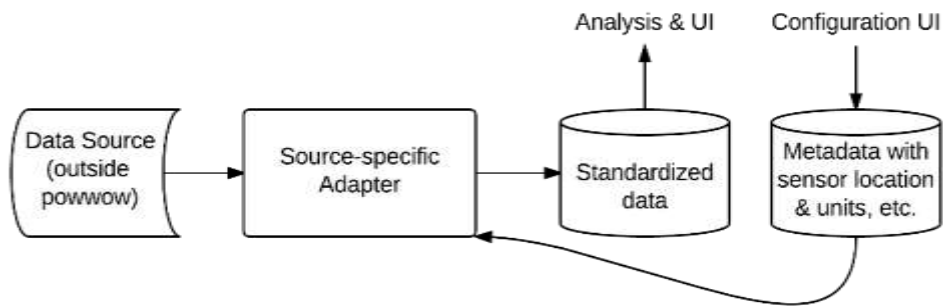 Analysis & UI
Configuration UI
Data Source
(outside
powwow)
Source-specific
Adapter
Standardized
data
Metadata with
sensor location
& units, etc.